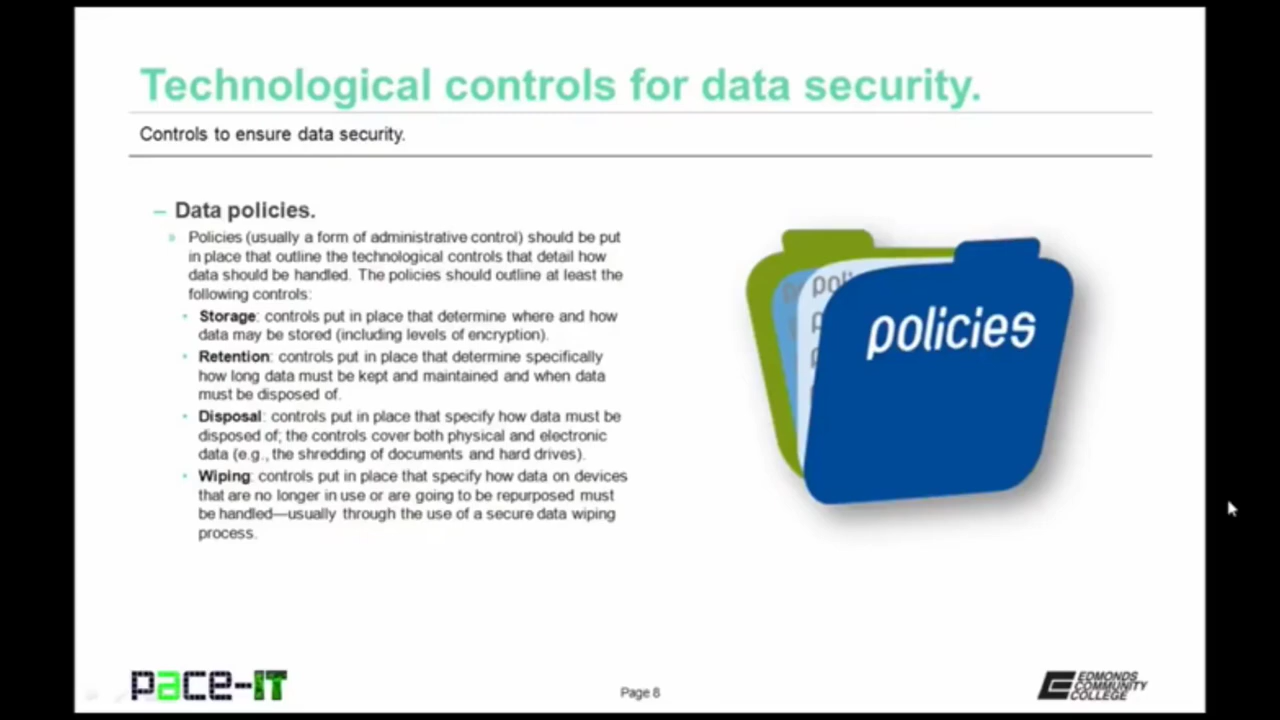 Technological controls for data security.
Controls to ensure data security.
– Data policies.
» Policies (usually a form of administrative control) should be put
in place that outline the technological controls that detail how
data should be handled. The policies should outline at least the
following controls:
• Storage: controls put in place that determine where and how
data may be stored (including levels of encryption).
• Retention: controls put in place that determine specifically
how long data must be kept and maintained and when data
must be disposed of.
• Disposal: controls put in place that specify how data must be
disposed of; the controls cover both physical and electronic
data (e.g., the shredding of documents and hard drives).
• Wiping: controls put in place that specify how data on devices
that are no longer in use or are going to be repurposed must
be handled—usually through the use of a secure data wiping
process.
poli
policies
pace-IT
Page 8
EDMONDS
COMMUNITY
COLLEGE